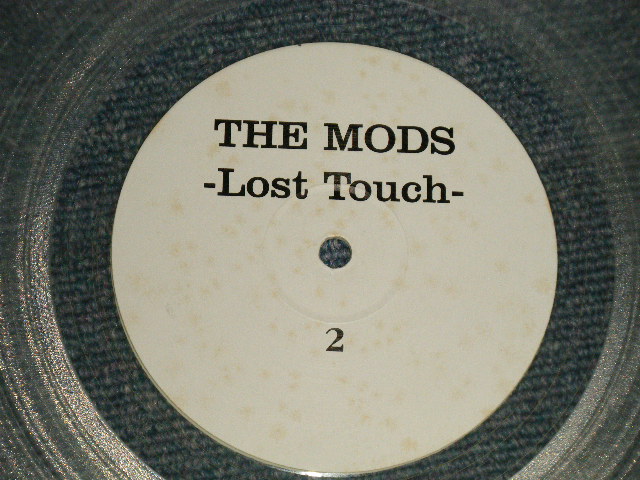 THE MODS
-Lost Touch-
2